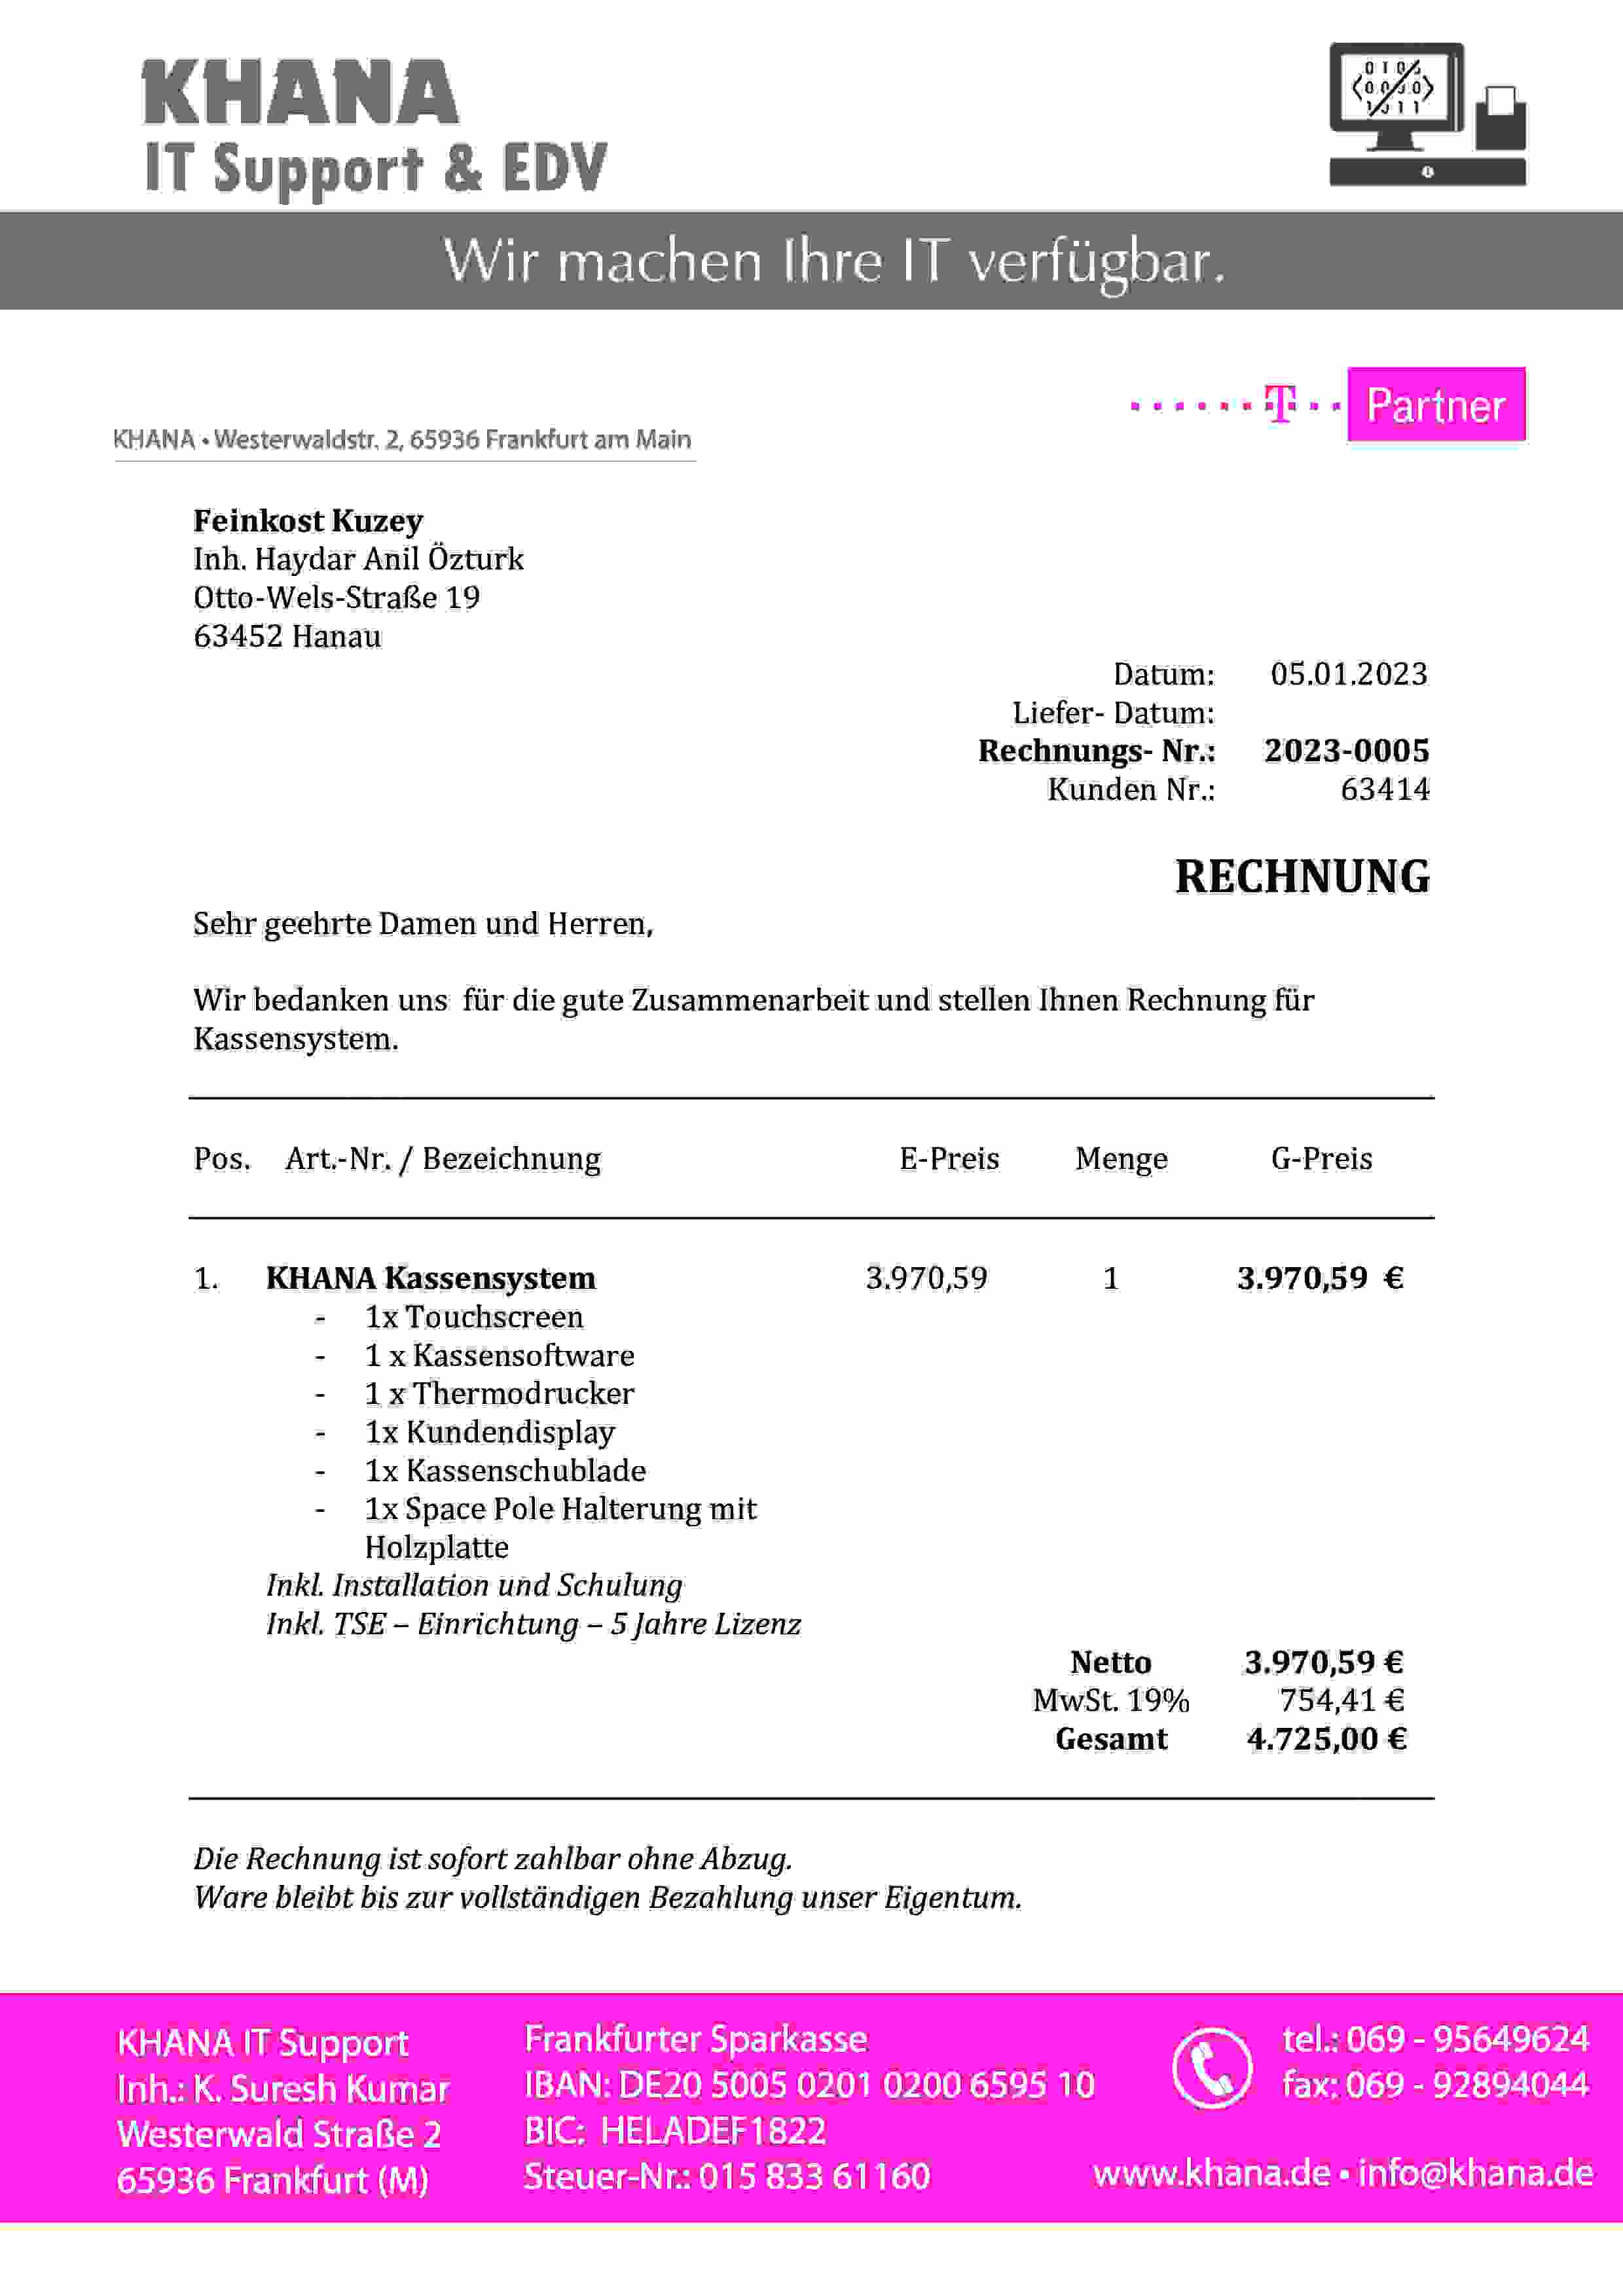 KHANA
IT Support & EDV
Wir machen Ihre IT verfügbar.
T Partner
KHANA • Westerwaldstr. 2, 65936 Frankfurt am Main
Feinkost Kuzey
Inh. Haydar Anil Özturk
Otto-Wels-Straße 19
63452 Hanau
Datum: 05.01.2023
Liefer- Datum:
Rechnungs- Nr.: 2023-0005
Kunden Nr.: 63414
RECHNUNG
Sehr geehrte Damen und Herren,
Wir bedanken uns für die gute Zusammenarbeit und stellen Ihnen Rechnung für
Kassensystem.
Pos. Art.-Nr. / Bezeichnung E-Preis Menge G-Preis
1. KHANA Kassensystem 3.970,59 1 3.970,59 €
- 1x Touchscreen
- 1 x Kassensoftware
- 1 x Thermodrucker
- 1x Kundendisplay
- 1x Kassenschublade
- 1x Space Pole Halterung mit
Holzplatte
Inkl. Installation und Schulung
Inkl. TSE – Einrichtung – 5 Jahre Lizenz
Netto 3.970,59 €
MwSt. 19% 754,41 €
Gesamt 4.725,00 €
Die Rechnung ist sofort zahlbar ohne Abzug.
Ware bleibt bis zur vollständigen Bezahlung unser Eigentum.
KHANA IT Support
Inh.: K. Suresh Kumar
Westerwald Straße 2
65936 Frankfurt (M)
Frankfurter Sparkasse
IBAN: DE20 5005 0201 0200 6595 10
BIC: HELADEF1822
Steuer-Nr.: 015 833 61160
tel.: 069 - 95649624
fax: 069 - 92894044
www.khana.de • info@khana.de